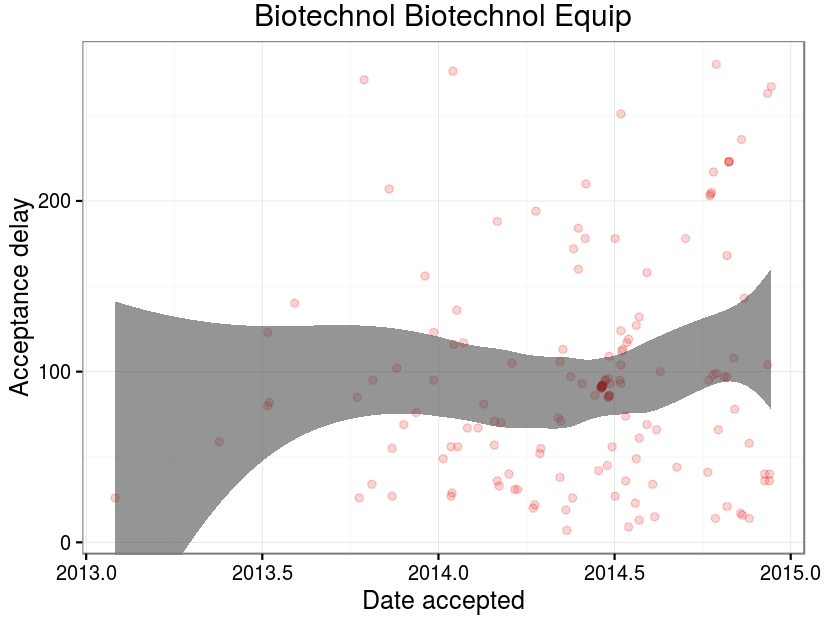 Biotechnol Biotechnol Equip
Acceptance delay
200
100
0
2013.0 2013.5 2014.0 2014.5 2015.0
Date accepted